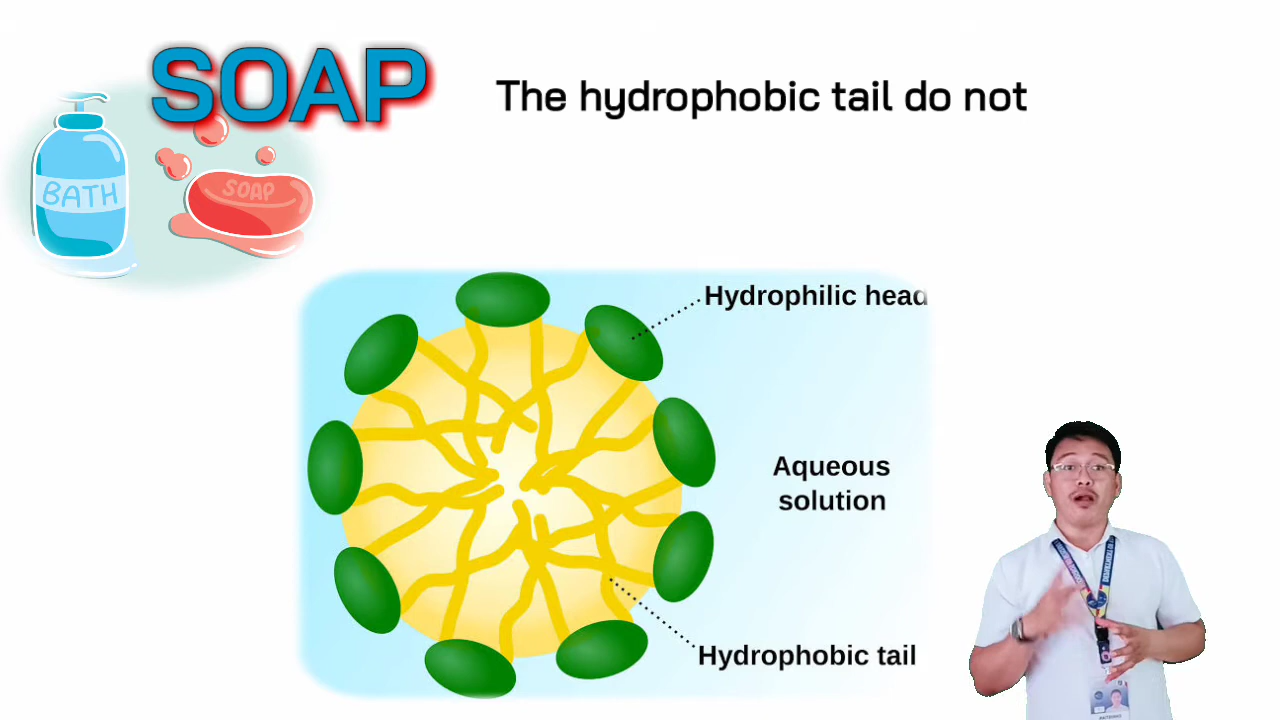 SOAP
The hydrophobic tail do not
BATH
SOAP
Hydrophilic head
Aqueous
solution
Hydrophobic tail